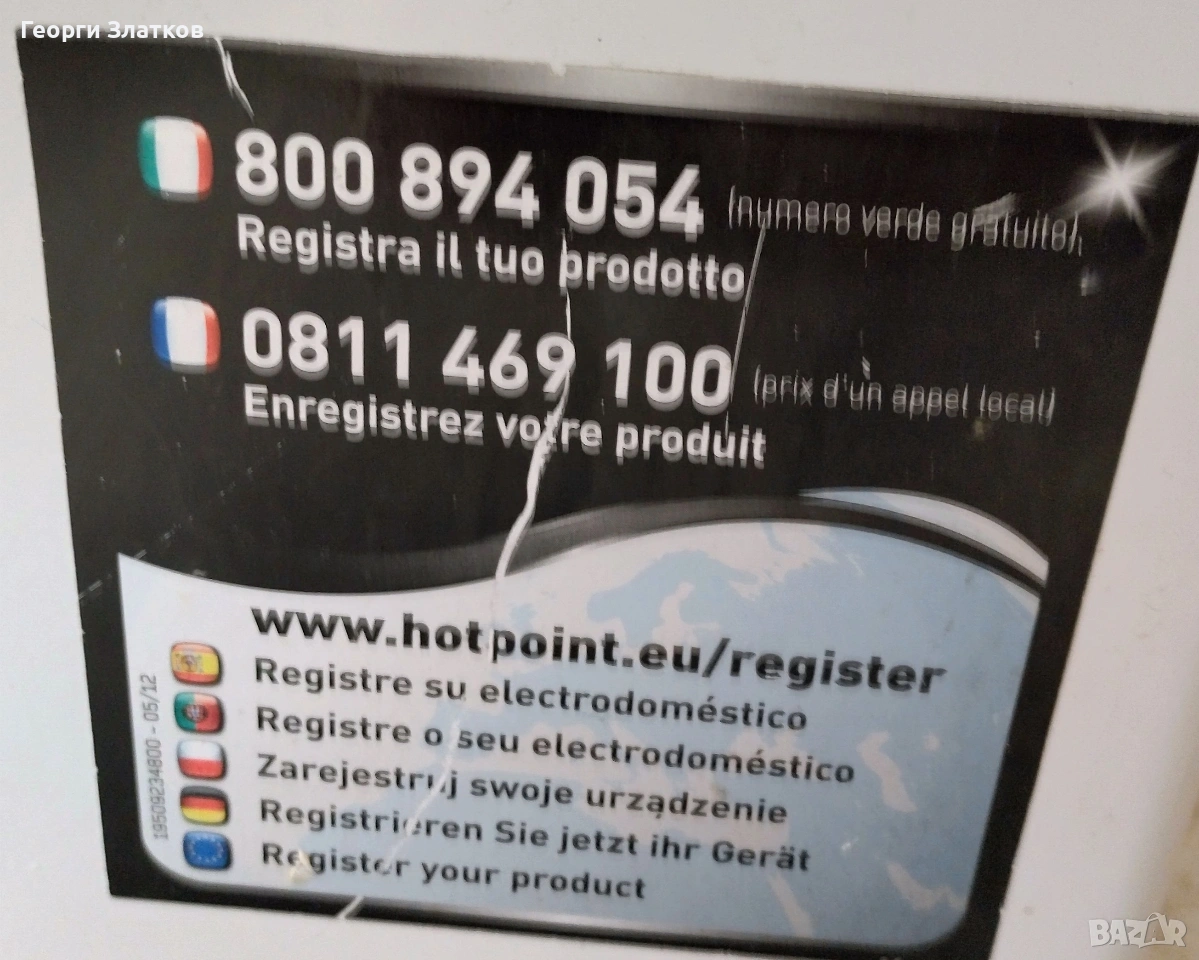 Георги Златков
800 894 054 (numero verde gratuito)
Registra il tuo prodotto
0811 469 100 (prix d'un appel local)
Enregistrez votre produit
www.hotpoint.eu/register
Registre su electrodoméstico
Registre o seu electrodoméstico
Zarejestruj swoje urządzenie
Registrieren Sie jetzt ihr Gerät
Register your product
19509234800 - 05/12
BAZAR